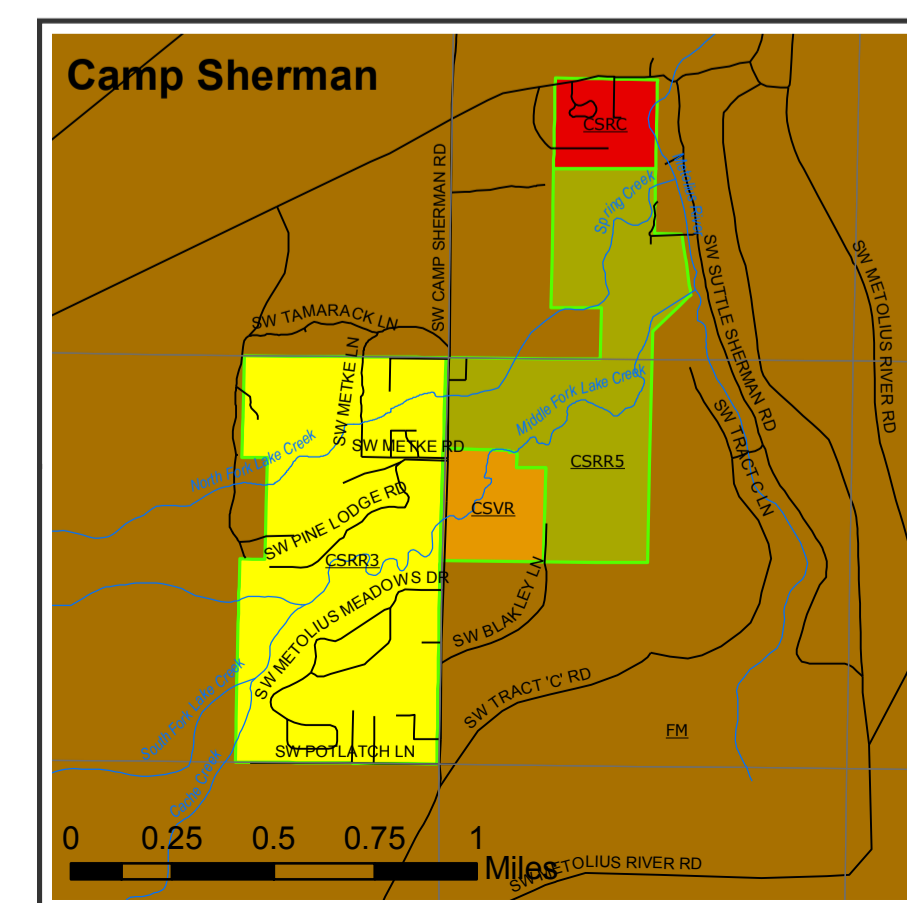 Camp Sherman
CSRC
Metolius River
Spring Creek
SW CAMP SHERMAN RD
SW SUTTLE SHERMAN RD
SW METOLIUS RIVER RD
SW TAMARACK LN
SW METKE LN
Middle Fork Lake Creek
SW TRACT C LN
SW METKE RD
North Fork Lake Creek
CSRR5
SW PINE LODGE RD
CSVR
CSRR3
SW METOLIUS MEADOWS DR
SW BLAKLEY LN
South Fork Lake Creek
SW TRACT 'C' RD
FM
SW POTLATCH LN
Cache Creek
0 0.25 0.5 0.75 1
Miles
SW METOLIUS RIVER RD